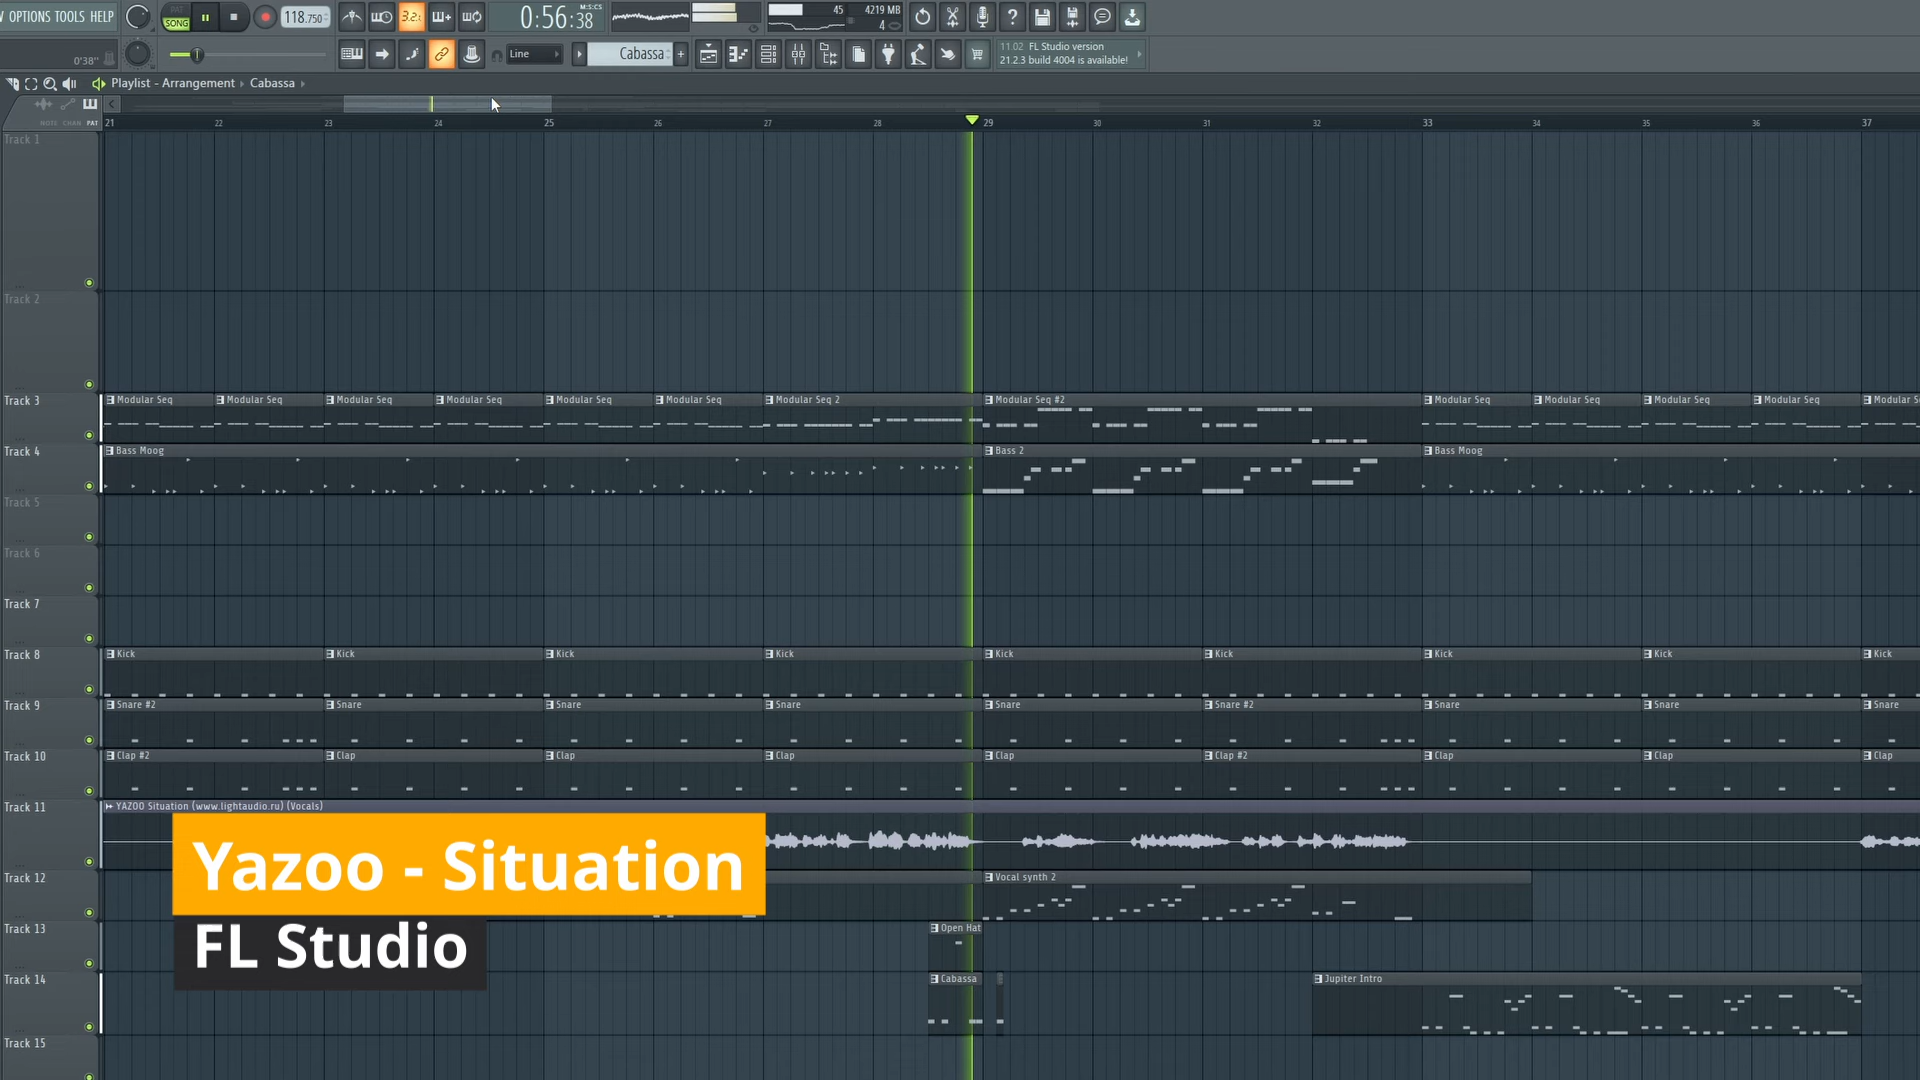 W OPTIONS TOOLS HELP
PAT
SONG
118.750
3.2.
0:56:38
M:S:CS
45
4219 MB
4
0'38"
Line
Cabassa
11.02 FL Studio version
21.2.3 build 4004 is available!
Playlist - Arrangement › Cabassa ›
NOTE CHAN PAT
21 22 23 24 25 26 27 28 29 30 31 32 33 34 35 36 37
Track 1
Track 2
Track 3
Modular Seq Modular Seq Modular Seq Modular Seq Modular Seq Modular Seq Modular Seq 2 Modular Seq #2 Modular Seq Modular Seq Modular Seq Modular Seq Modular S
Track 4
Bass Moog Bass 2 Bass Moog
Track 5
Track 6
Track 7
Track 8
Kick Kick Kick Kick Kick Kick Kick Kick Kick
Track 9
Snare #2 Snare Snare Snare Snare Snare #2 Snare Snare Snare
Track 10
Clap #2 Clap Clap Clap Clap Clap #2 Clap Clap Clap
Track 11
YAZOO Situation (www.lightaudio.ru) (Vocals)
Track 12
Vocal synth 2
Track 13
Open Hat
Track 14
Cabassa Jupiter Intro
Track 15
Yazoo - Situation
FL Studio